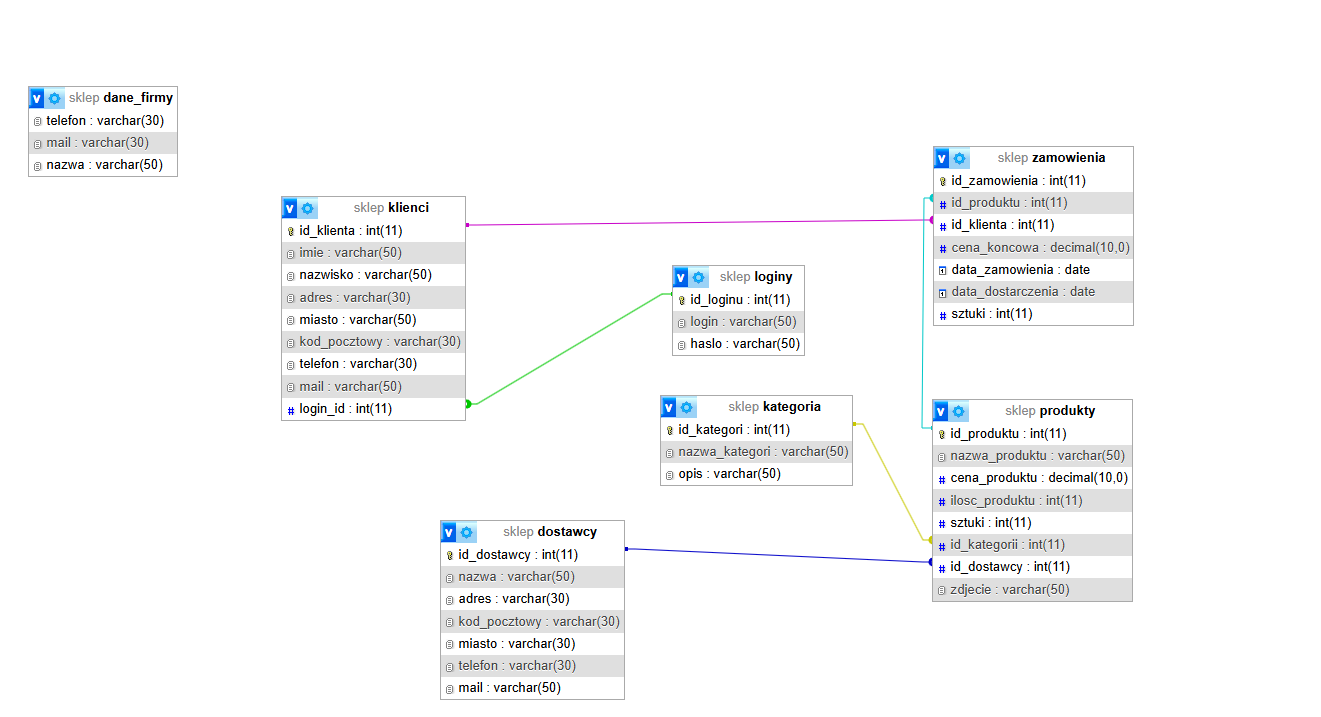 sklep dane_firmy
telefon : varchar(30)
mail : varchar(30)
nazwa : varchar(50)
sklep klienci
id_klienta : int(11)
imie : varchar(50)
nazwisko : varchar(50)
adres : varchar(30)
miasto : varchar(50)
kod_pocztowy : varchar(30)
telefon : varchar(30)
mail : varchar(50)
login_id : int(11)
sklep loginy
id_loginu : int(11)
login : varchar(50)
haslo : varchar(50)
sklep kategoria
id_kategori : int(11)
nazwa_kategori : varchar(50)
opis : varchar(50)
sklep dostawcy
id_dostawcy : int(11)
nazwa : varchar(50)
adres : varchar(30)
kod_pocztowy : varchar(30)
miasto : varchar(30)
telefon : varchar(30)
mail : varchar(50)
sklep zamowienia
id_zamowienia : int(11)
id_produktu : int(11)
id_klienta : int(11)
cena_koncowa : decimal(10,0)
data_zamowienia : date
data_dostarczenia : date
sztuki : int(11)
sklep produkty
id_produktu : int(11)
nazwa_produktu : varchar(50)
cena_produktu : decimal(10,0)
ilosc_produktu : int(11)
sztuki : int(11)
id_kategorii : int(11)
id_dostawcy : int(11)
zdjecie : varchar(50)